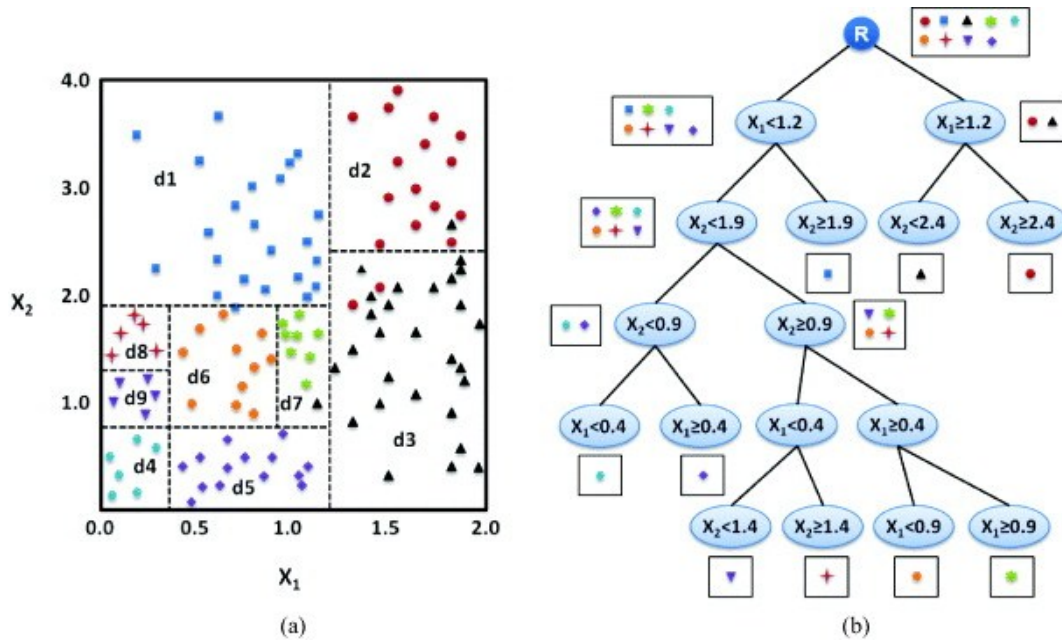 4.0
3.0
2.0
1.0
0.0
X₂
0.0 0.5 1.0 1.5 2.0
X₁
d1
d2
d8
d6
d9
d7
d3
d4
d5
(a)
R
X₁<1.2 X₁≥1.2
X₂<1.9 X₂≥1.9 X₂<2.4 X₂≥2.4
X₂<0.9 X₂≥0.9
X₁<0.4 X₁≥0.4 X₁<0.4 X₁≥0.4
X₂<1.4 X₂≥1.4 X₁<0.9 X₁≥0.9
(b)